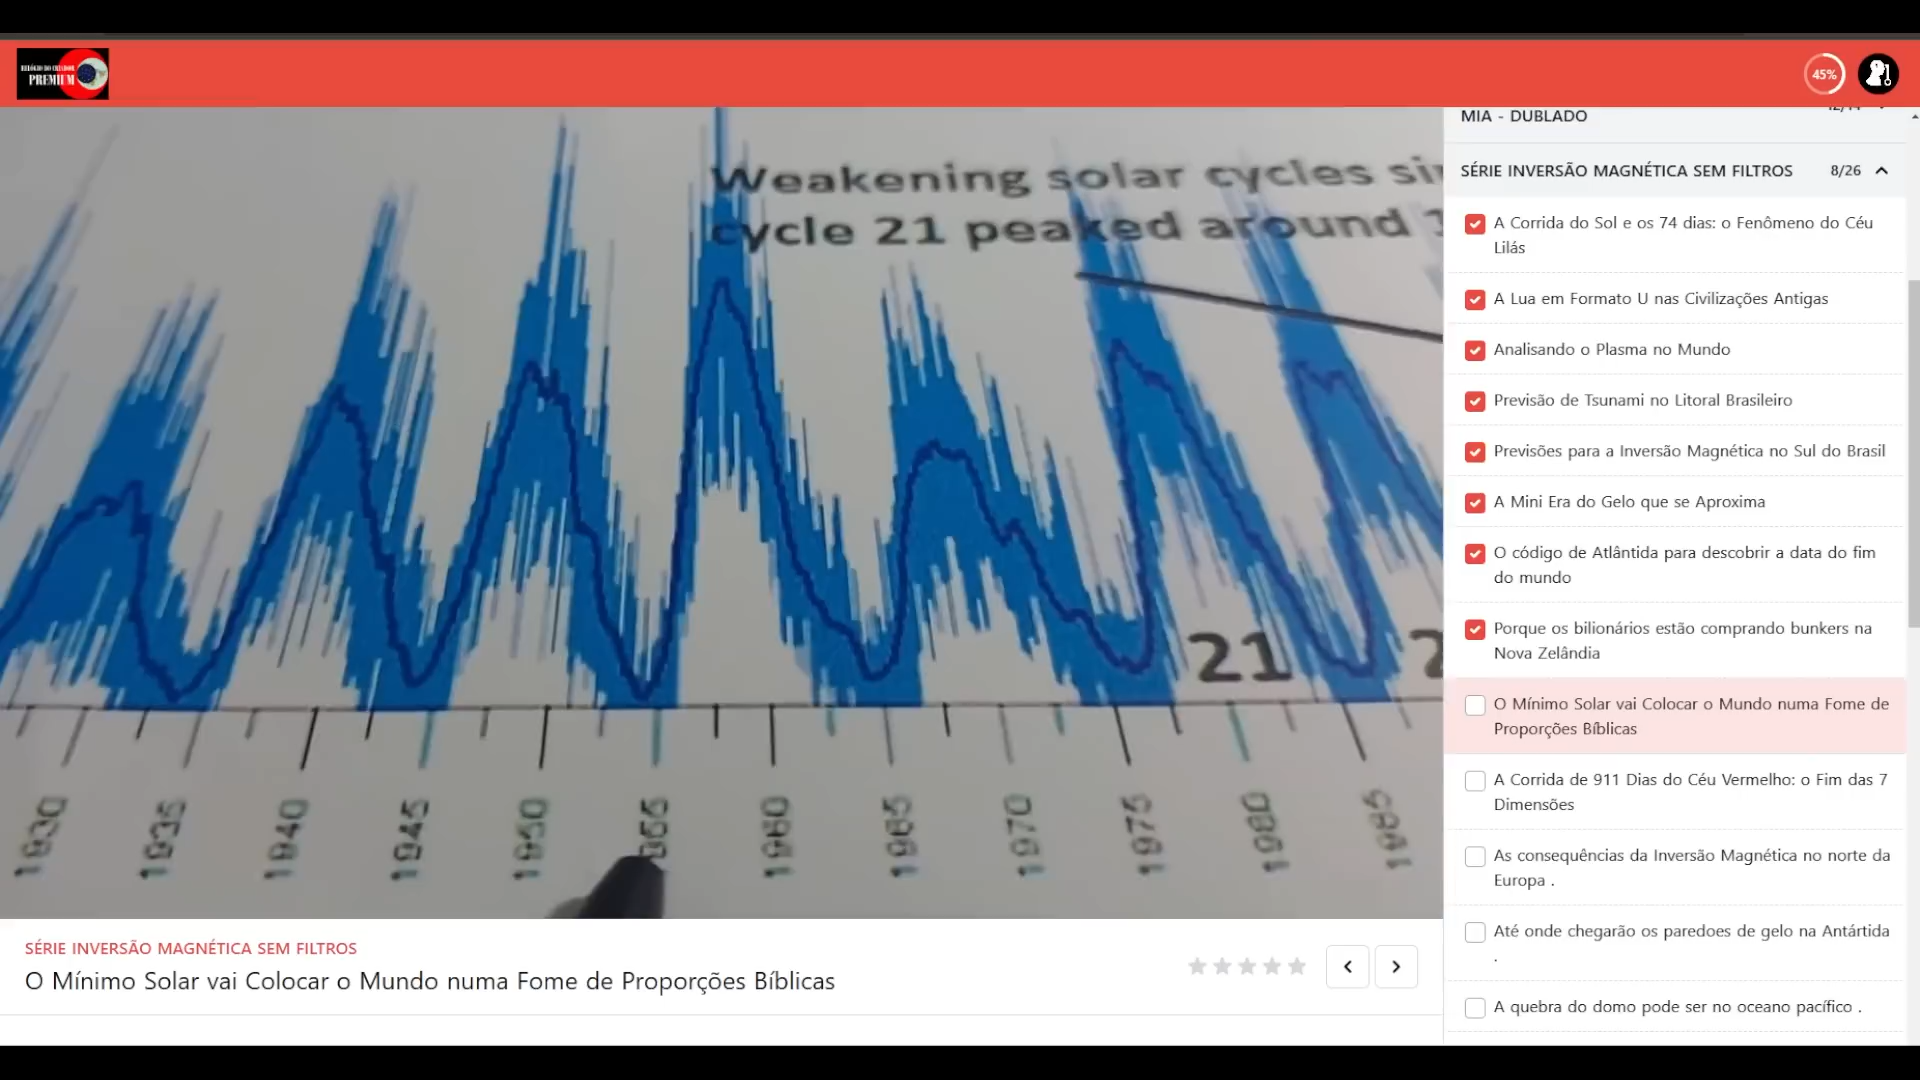 RELÓGIO DO CRIADOR
PREMIUM
45%
Weakening solar cycles
cycle 21 peaked around
21
1930
1935
1940
1945
1950
1960
1965
1970
1975
1980
1985
SÉRIE INVERSÃO MAGNÉTICA SEM FILTROS
O Mínimo Solar vai Colocar o Mundo numa Fome de Proporções Bíblicas
MIA - DUBLADO
SÉRIE INVERSÃO MAGNÉTICA SEM FILTROS 8/26
A Corrida do Sol e os 74 dias: o Fenômeno do Céu
Lilás
A Lua em Formato U nas Civilizações Antigas
Analisando o Plasma no Mundo
Previsão de Tsunami no Litoral Brasileiro
Previsões para a Inversão Magnética no Sul do Brasil
A Mini Era do Gelo que se Aproxima
O código de Atlântida para descobrir a data do fim
do mundo
Porque os bilionários estão comprando bunkers na
Nova Zelândia
O Mínimo Solar vai Colocar o Mundo numa Fome de
Proporções Bíblicas
A Corrida de 911 Dias do Céu Vermelho: o Fim das 7
Dimensões
As consequências da Inversão Magnética no norte da
Europa .
Até onde chegarão os paredoes de gelo na Antártida
.
A quebra do domo pode ser no oceano pacífico .